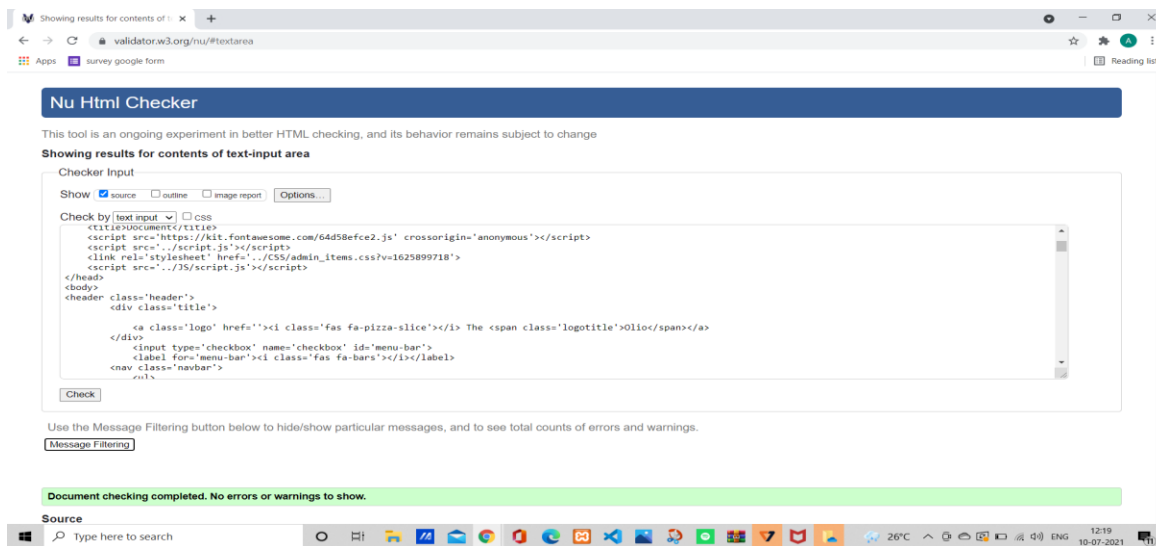 Showing results for contents of t
validator.w3.org/nu/#textarea
A
Apps survey google form Reading list
Nu Html Checker
This tool is an ongoing experiment in better HTML checking, and its behavior remains subject to change
Showing results for contents of text-input area
Checker Input
Show source outline image report Options...
Check by text input css
<title>Document</title>
<script src='https://kit.fontawesome.com/64d58efce2.js' crossorigin='anonymous'></script>
<script src='../script.js'></script>
<link rel='stylesheet' href='../CSS/admin_items.css?v=1625899718'>
<script src='../JS/script.js'></script>
</head>
<body>
<header class='header'>
<div class='title'>
<a class='logo' href=''><i class='fas fa-pizza-slice'></i> The <span class='logotitle'>Olio</span></a>
</div>
<input type='checkbox' name='checkbox' id='menu-bar'>
<label for='menu-bar'><i class='fas fa-bars'></i></label>
<nav class='navbar'>
<ul>
Check
Use the Message Filtering button below to hide/show particular messages, and to see total counts of errors and warnings.
Message Filtering
Document checking completed. No errors or warnings to show.
Source
Type here to search 26°C ENG 12:19
10-07-2021